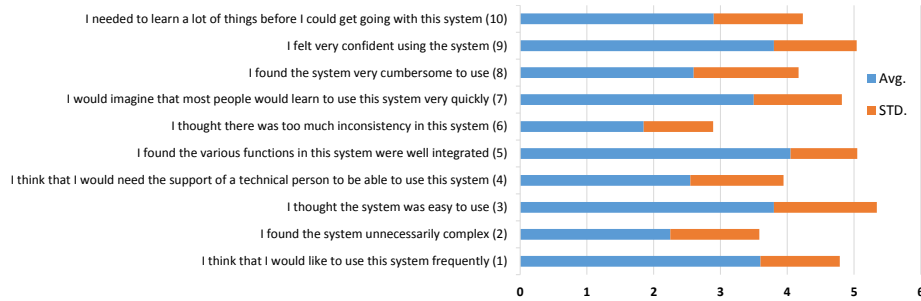 I needed to learn a lot of things before I could get going with this system (10)
I felt very confident using the system (9)
I found the system very cumbersome to use (8)
I would imagine that most people would learn to use this system very quickly (7)
I thought there was too much inconsistency in this system (6)
I found the various functions in this system were well integrated (5)
I think that I would need the support of a technical person to be able to use this system (4)
I thought the system was easy to use (3)
I found the system unnecessarily complex (2)
I think that I would like to use this system frequently (1)
Avg.
STD.
0 1 2 3 4 5 6